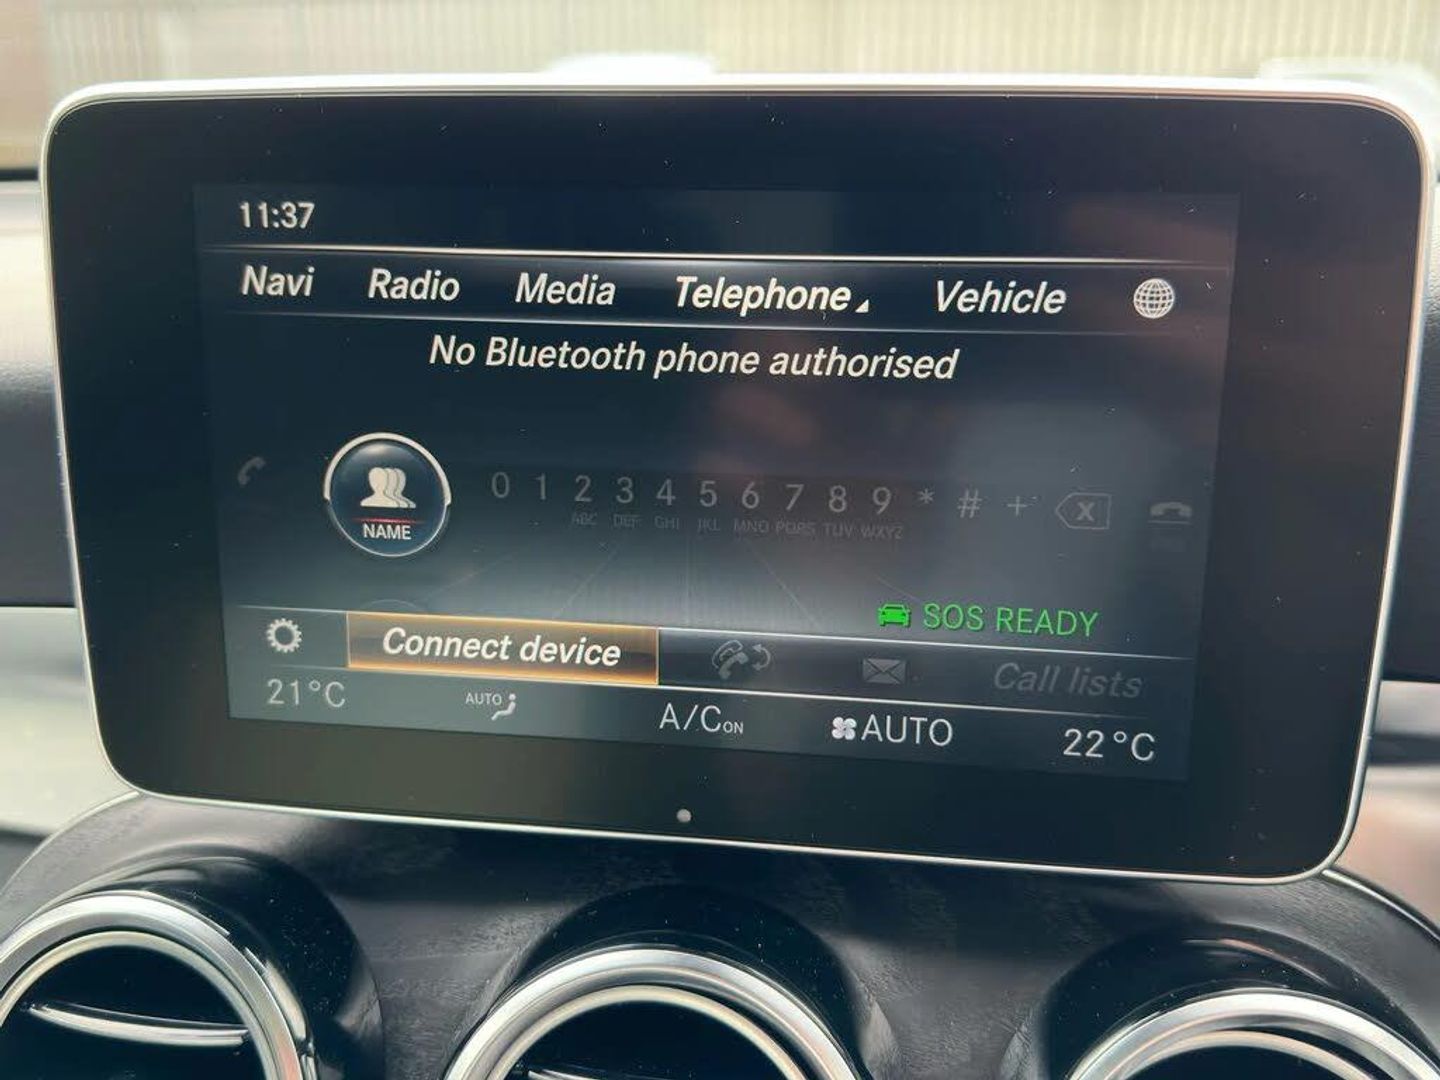 11:37
Navi Radio Media Telephone Vehicle
No Bluetooth phone authorised
0 1 2 3 4 5 6 7 8 9 * # + X
ABC DEF GHI JKL MNO PQRS TUV WXYZ
NAME
SOS READY
Connect device Call lists
21°C AUTO A/C ON AUTO 22°C